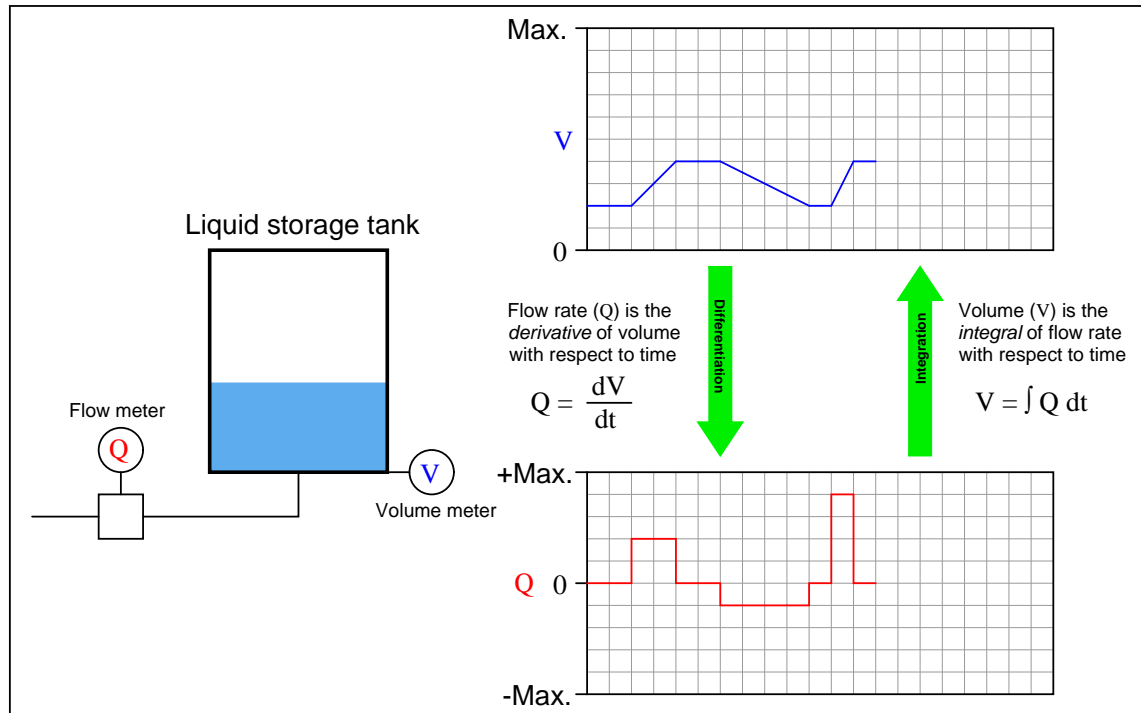 Liquid storage tank
Flow meter
Q
V
Volume meter
Max.
V
0
Flow rate (Q) is the
derivative of volume
with respect to time
Q = dV
dt
Differentiation
Integration
Volume (V) is the
integral of flow rate
with respect to time
V = ∫ Q dt
+Max.
Q 0
-Max.